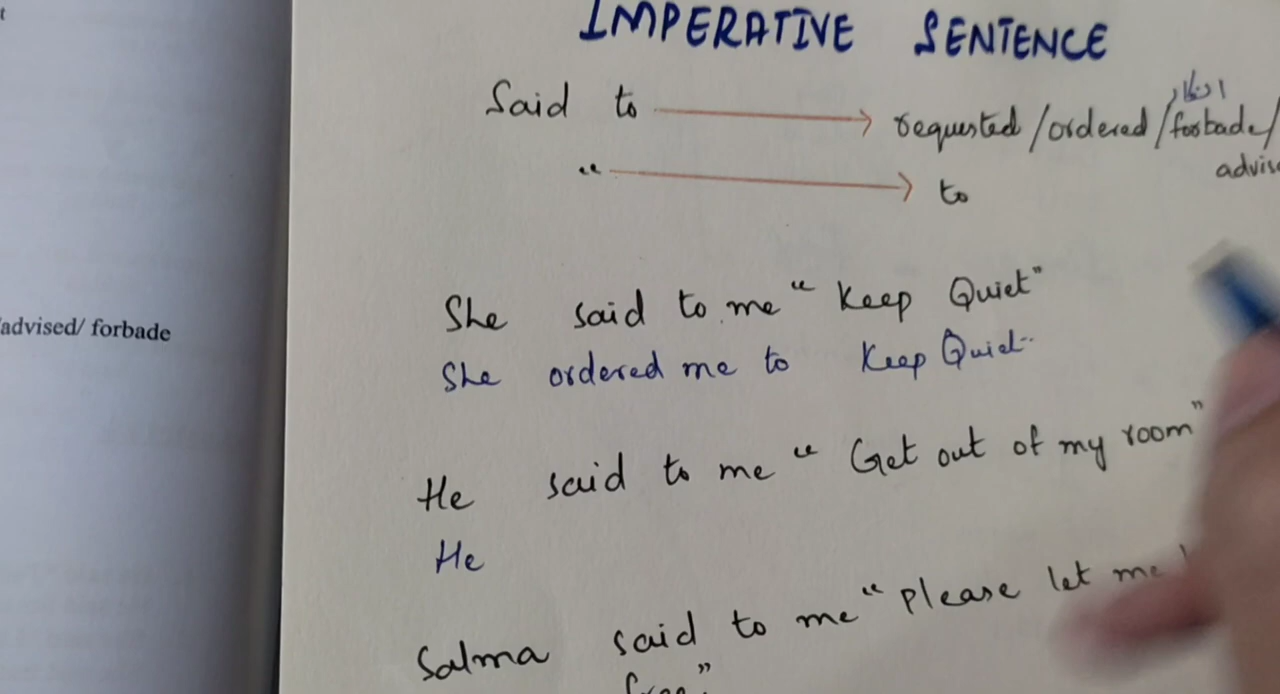 t
/advised/ forbade
IMPERATIVE SENTENCE
انکار
Said to → requested /ordered /forbade/
advise
“ → to
She said to me “ Keep Quiet”
She ordered me to Keep Quiet.
He said to me “ Get out of my room”
He
Salma said to me “ please let me
free”